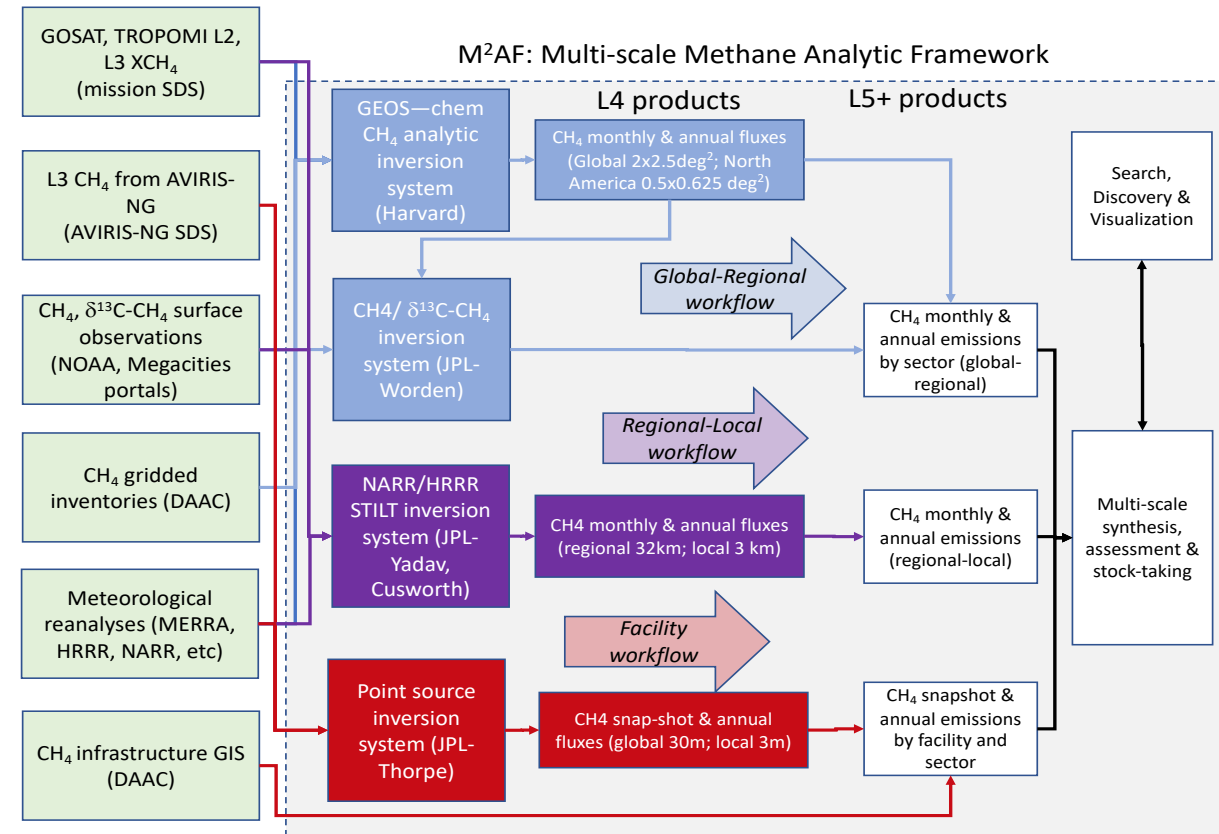 M²AF: Multi-scale Methane Analytic Framework
GOSAT, TROPOMI L2,
L3 XCH₄
(mission SDS)
L3 CH₄ from AVIRIS-
NG
(AVIRIS-NG SDS)
CH₄, δ¹³C-CH₄ surface
observations
(NOAA, Megacities
portals)
CH₄ gridded
inventories (DAAC)
Meteorological
reanalyses (MERRA,
HRRR, NARR, etc)
CH₄ infrastructure GIS
(DAAC)
L4 products
L5+ products
GEOS—chem
CH₄ analytic
inversion
system
(Harvard)
CH₄ monthly & annual fluxes
(Global 2x2.5deg²; North
America 0.5x0.625 deg²)
Global-Regional
workflow
CH4/ δ¹³C-CH₄
inversion
system (JPL-
Worden)
CH₄ monthly &
annual emissions
by sector (global-
regional)
Regional-Local
workflow
NARR/HRRR
STILT inversion
system (JPL-
Yadav,
Cusworth)
CH4 monthly & annual fluxes
(regional 32km; local 3 km)
CH₄ monthly &
annual emissions
(regional-local)
Facility
workflow
Point source
inversion
system (JPL-
Thorpe)
CH4 snap-shot & annual
fluxes (global 30m; local 3m)
CH₄ snapshot &
annual emissions
by facility and
sector
Search,
Discovery &
Visualization
Multi-scale
synthesis,
assessment &
stock-taking